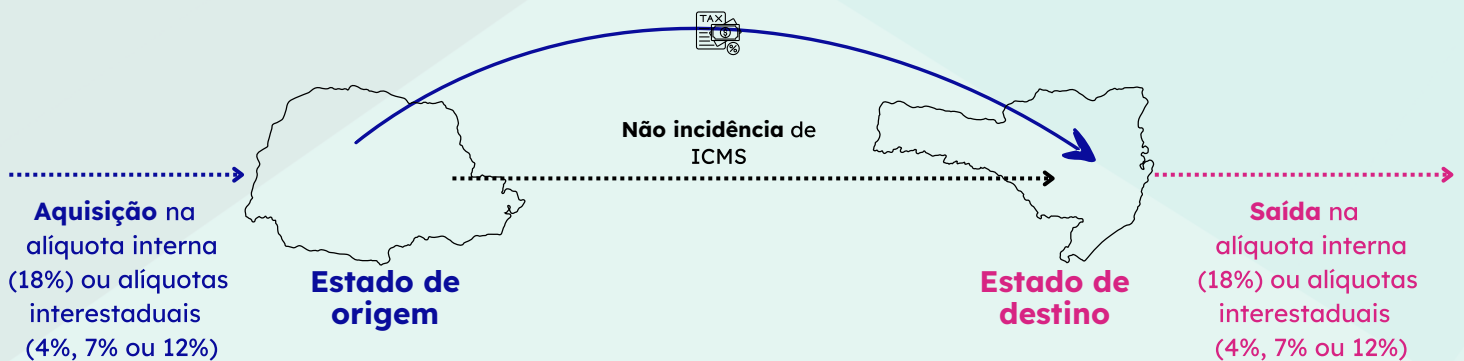 TAX
$
%
Não incidência de
ICMS
Aquisição na
alíquota interna
(18%) ou alíquotas
interestaduais
(4%, 7% ou 12%)
Estado de
origem
Estado de
destino
Saída na
alíquota interna
(18%) ou alíquotas
interestaduais
(4%, 7% ou 12%)